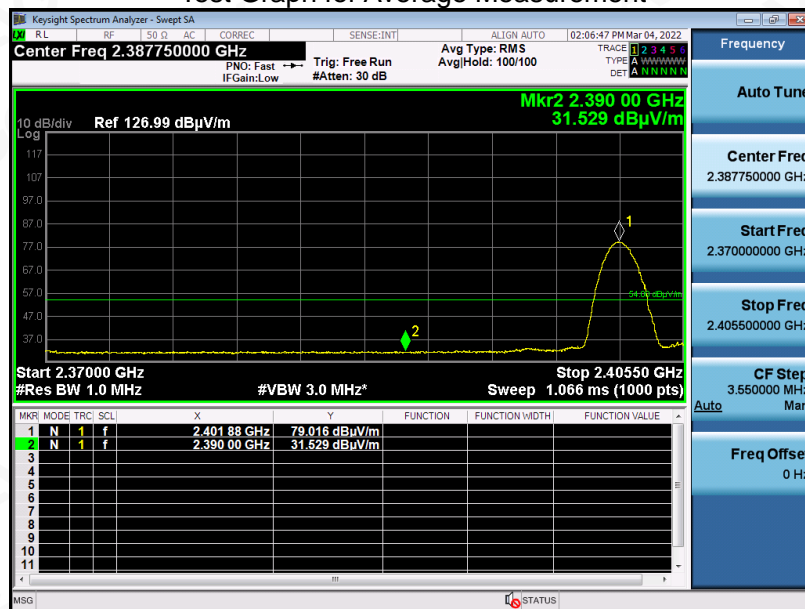 Test Graph for Average Measurement
Keysight Spectrum Analyzer - Swept SA
RL RF 50 Ω AC CORREC SENSE:INT ALIGN AUTO 02:06:47 PM Mar 04, 2022
Center Freq 2.387750000 GHz
PNO: Fast
IFGain:Low
Trig: Free Run
#Atten: 30 dB
Avg Type: RMS
Avg|Hold: 100/100
TRACE 1 2 3 4 5 6
TYPE A WWWWW
DET A N N N N N
Mkr2 2.390 00 GHz
31.529 dBµV/m
10 dB/div Ref 126.99 dBµV/m
Log
117
107
97.0
87.0
77.0
67.0
57.0
47.0
37.0
1
54.00 dBµV/m
2
Start 2.37000 GHz Stop 2.40550 GHz
#Res BW 1.0 MHz #VBW 3.0 MHz* Sweep 1.066 ms (1000 pts)
MKR MODE TRC SCL X Y FUNCTION FUNCTION WIDTH FUNCTION VALUE
1 N 1 f 2.401 88 GHz 79.016 dBµV/m
2 N 1 f 2.390 00 GHz 31.529 dBµV/m
3
4
5
6
7
8
9
10
11
MSG STATUS
Frequency
Auto Tune
Center Freq
2.387750000 GHz
Start Freq
2.370000000 GHz
Stop Freq
2.405500000 GHz
CF Step
3.550000 MHz
Auto Man
Freq Offset
0 Hz